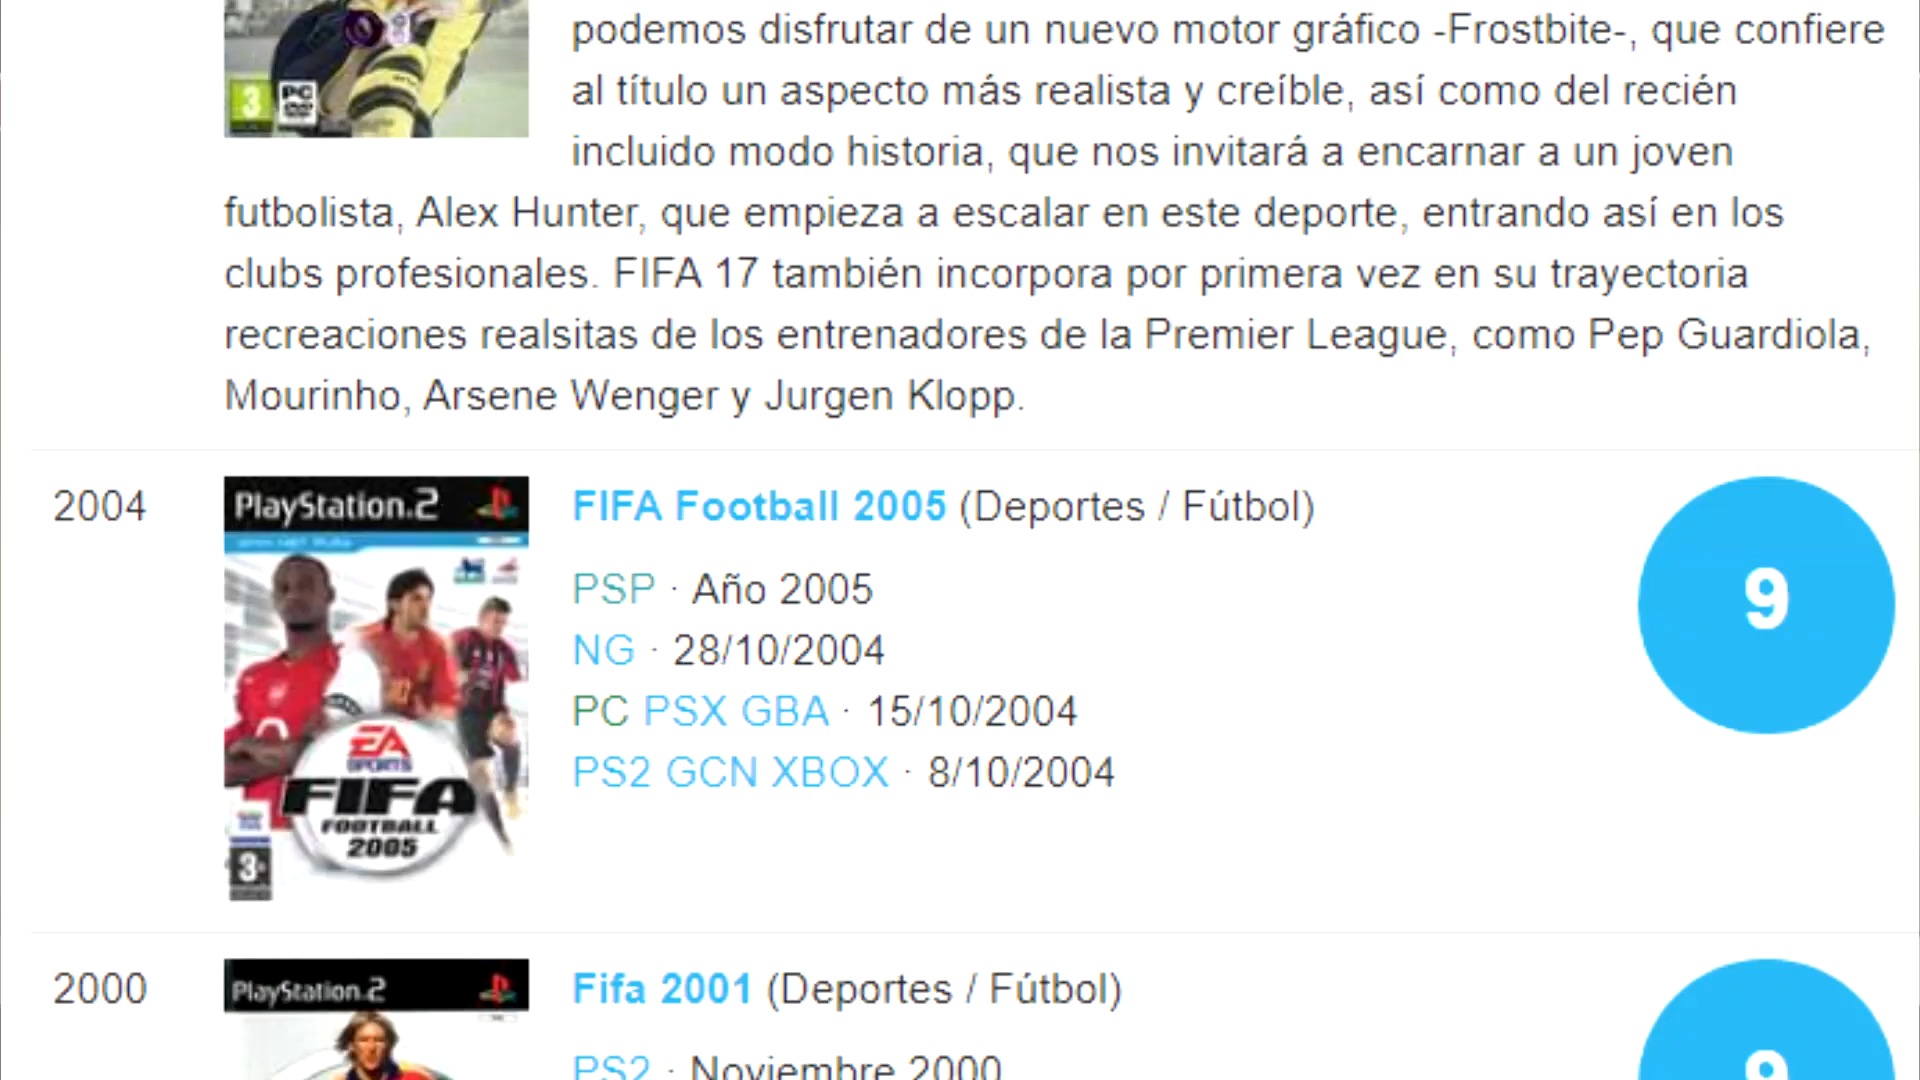 podemos disfrutar de un nuevo motor gráfico -Frostbite-, que confiere
al título un aspecto más realista y creíble, así como del recién
incluido modo historia, que nos invitará a encarnar a un joven
futbolista, Alex Hunter, que empieza a escalar en este deporte, entrando así en los
clubs profesionales. FIFA 17 también incorpora por primera vez en su trayectoria
recreaciones realsitas de los entrenadores de la Premier League, como Pep Guardiola,
Mourinho, Arsene Wenger y Jurgen Klopp.
3
PC
2004
PlayStation.2
EA
SPORTS
FIFA
FOOTBALL
2005
3+
FIFA Football 2005 (Deportes / Fútbol)
PSP · Año 2005
NG · 28/10/2004
PC PSX GBA · 15/10/2004
PS2 GCN XBOX · 8/10/2004
9
2000
PlayStation.2
Fifa 2001 (Deportes / Fútbol)
PS2 · Noviembre 2000
9